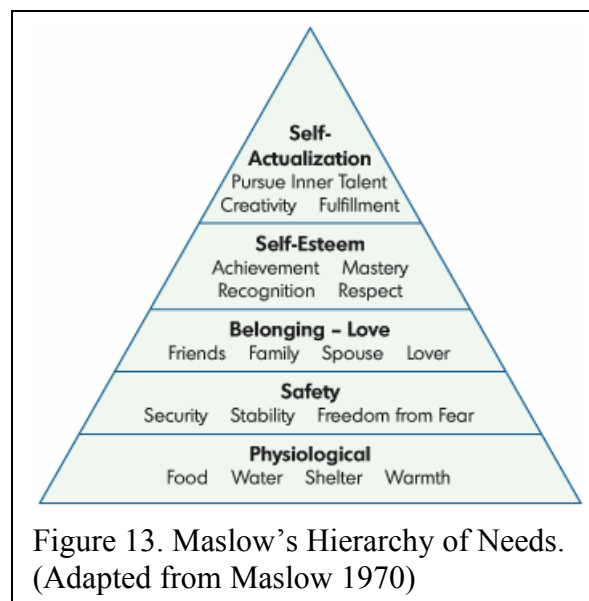 Self-
Actualization
Pursue Inner Talent
Creativity Fulfillment
Self-Esteem
Achievement Mastery
Recognition Respect
Belonging – Love
Friends Family Spouse Lover
Safety
Security Stability Freedom from Fear
Physiological
Food Water Shelter Warmth
Figure 13. Maslow’s Hierarchy of Needs.
(Adapted from Maslow 1970)